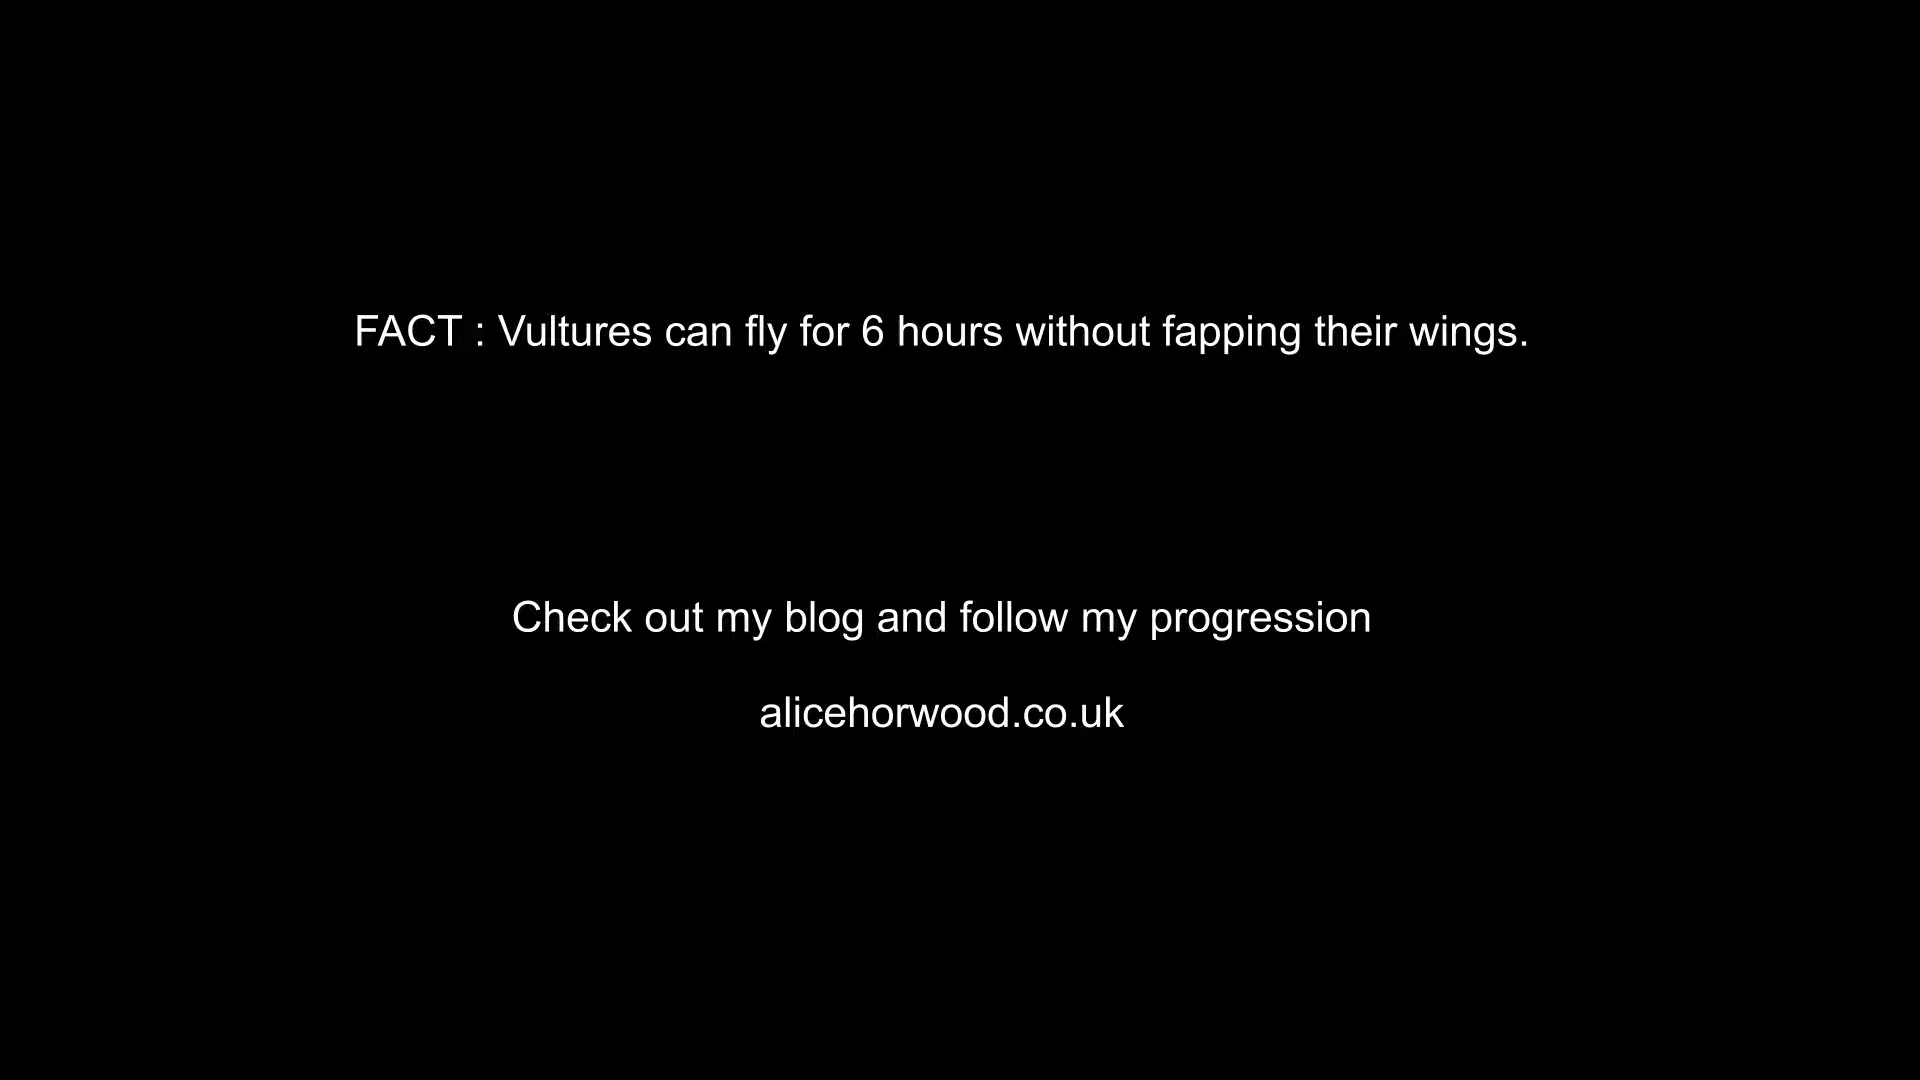 FACT : Vultures can fly for 6 hours without fapping their wings.
Check out my blog and follow my progression
alicehorwood.co.uk